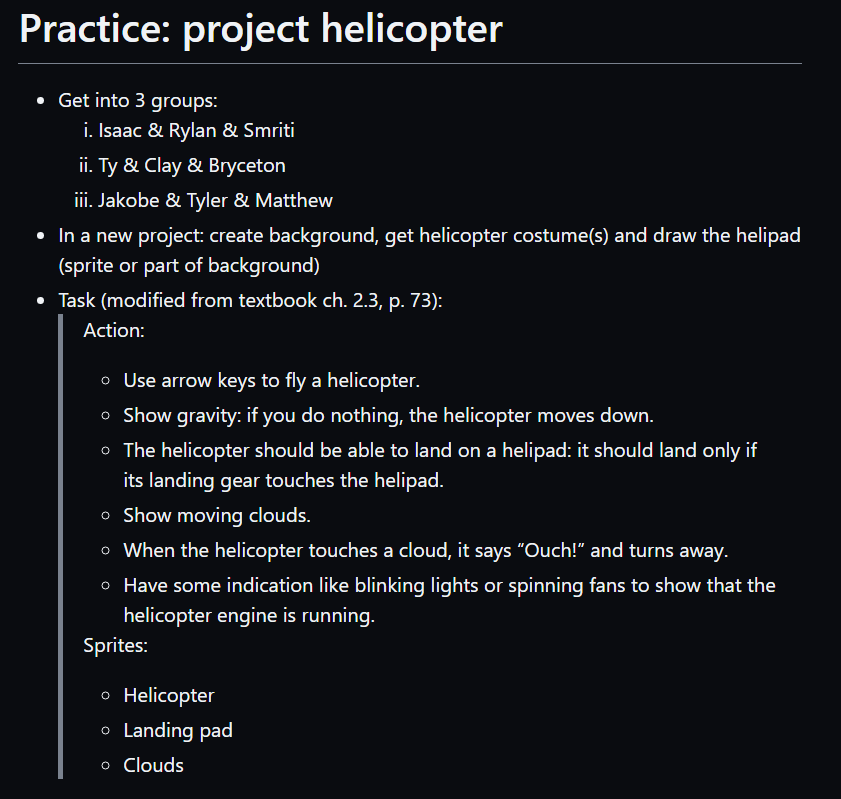 Practice: project helicopter
• Get into 3 groups:
i. Isaac & Rylan & Smriti
ii. Ty & Clay & Bryceton
iii. Jakobe & Tyler & Matthew
• In a new project: create background, get helicopter costume(s) and draw the helipad
(sprite or part of background)
• Task (modified from textbook ch. 2.3, p. 73):
Action:
○ Use arrow keys to fly a helicopter.
○ Show gravity: if you do nothing, the helicopter moves down.
○ The helicopter should be able to land on a helipad: it should land only if
its landing gear touches the helipad.
○ Show moving clouds.
○ When the helicopter touches a cloud, it says “Ouch!” and turns away.
○ Have some indication like blinking lights or spinning fans to show that the
helicopter engine is running.
Sprites:
○ Helicopter
○ Landing pad
○ Clouds